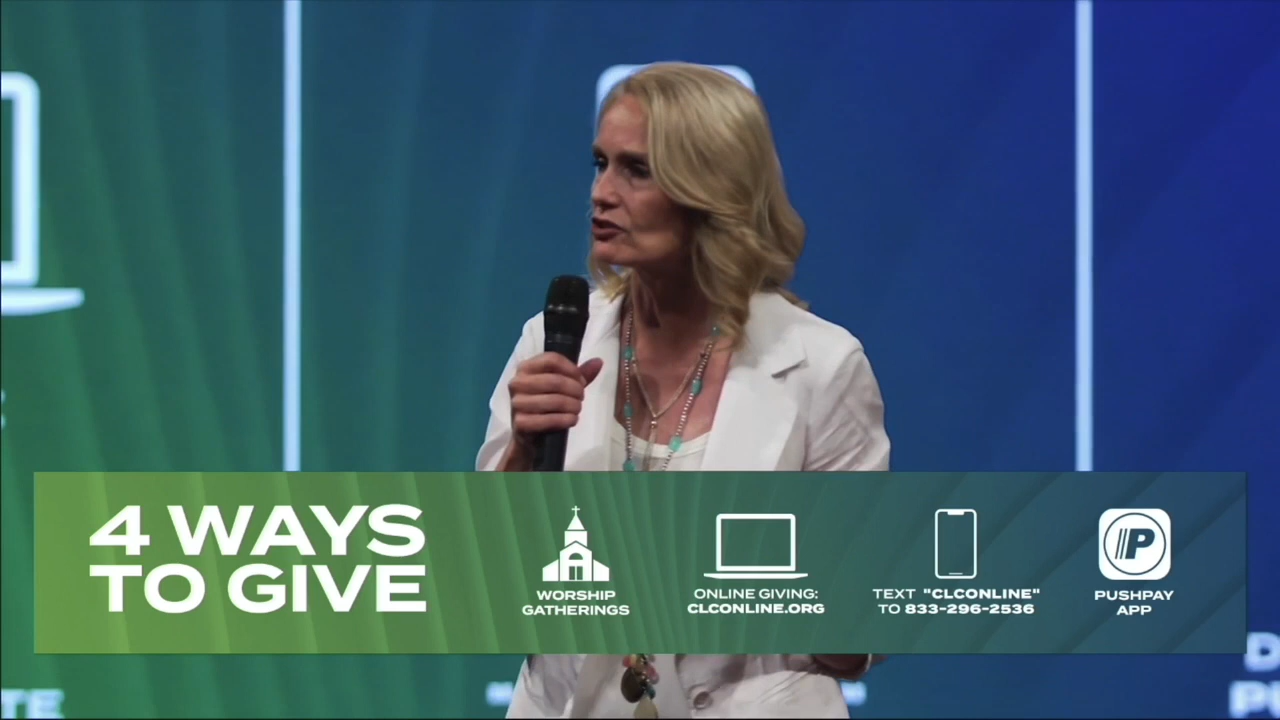 4 WAYS
TO GIVE
WORSHIP
GATHERINGS
ONLINE GIVING:
CLCONLINE.ORG
TEXT "CLCONLINE"
TO 833-296-2536
P
PUSHPAY
APP